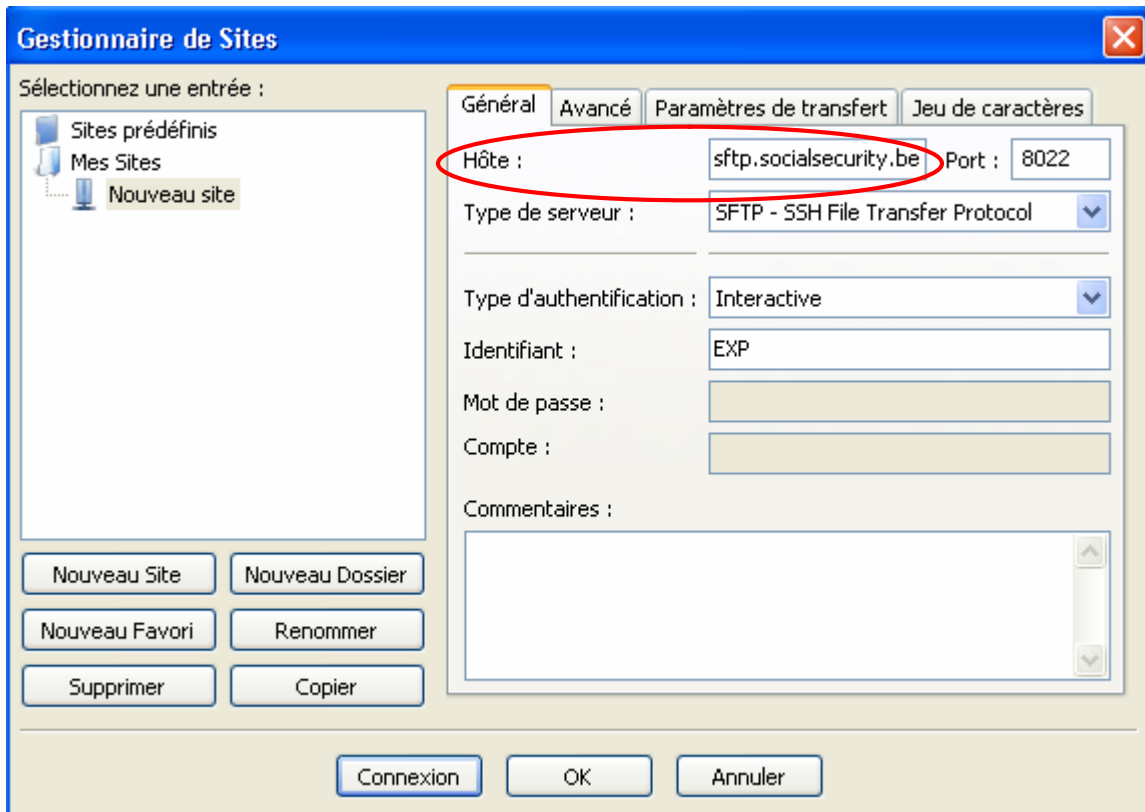 Gestionnaire de Sites
Sélectionnez une entrée :
Sites prédéfinis
Mes Sites
Nouveau site
Nouveau Site
Nouveau Dossier
Nouveau Favori
Renommer
Supprimer
Copier
Général
Avancé
Paramètres de transfert
Jeu de caractères
Hôte : sftp.socialsecurity.be Port : 8022
Type de serveur : SFTP - SSH File Transfer Protocol
Type d'authentification : Interactive
Identifiant : EXP
Mot de passe :
Compte :
Commentaires :
Connexion
OK
Annuler